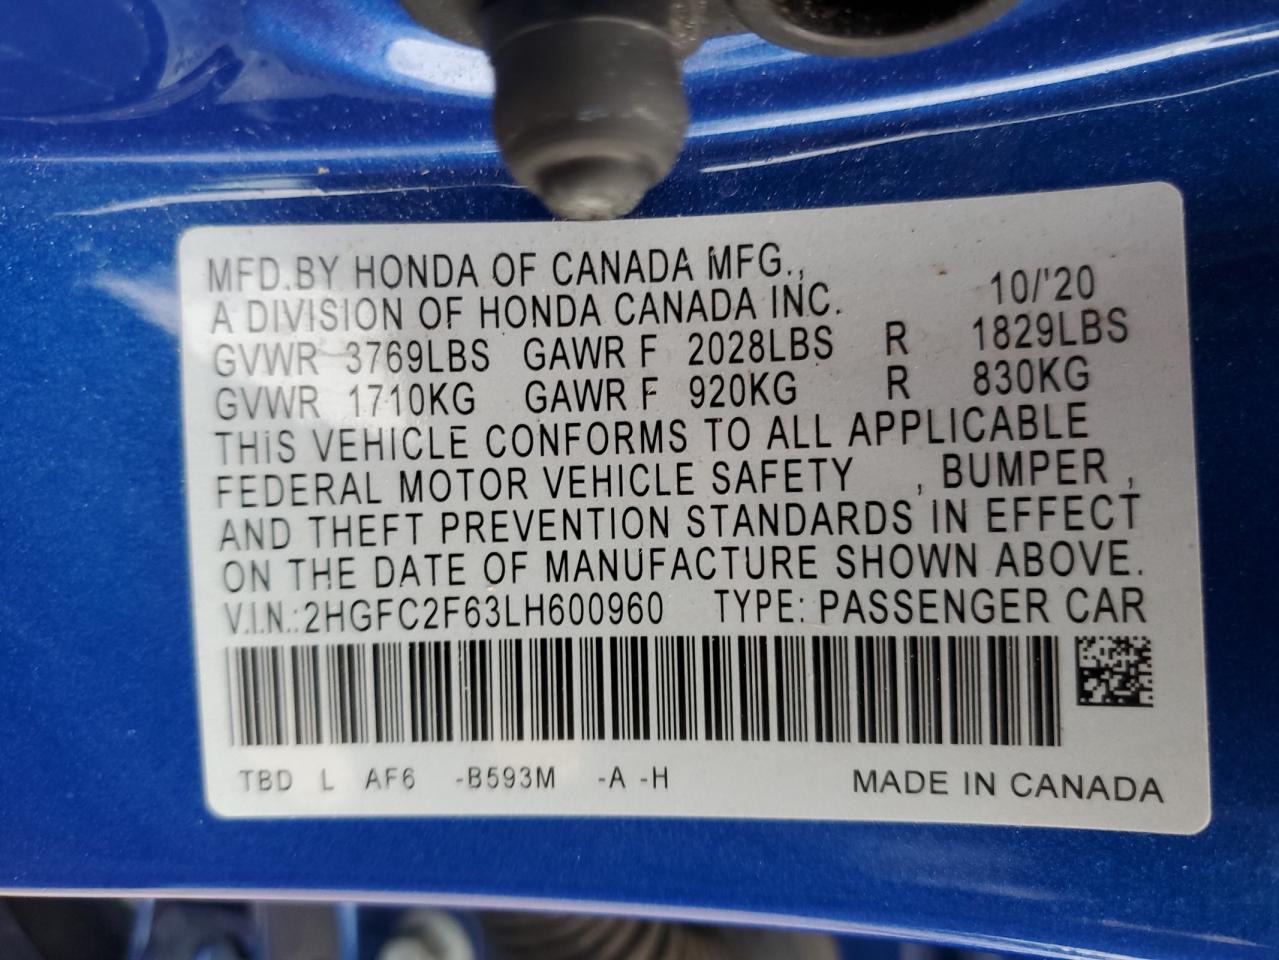 MFD.BY HONDA OF CANADA MFG.,
A DIVISION OF HONDA CANADA INC. 10/'20
GVWR 3769LBS GAWR F 2028LBS R 1829LBS
GVWR 1710KG GAWR F 920KG R 830KG
THIS VEHICLE CONFORMS TO ALL APPLICABLE
FEDERAL MOTOR VEHICLE SAFETY , BUMPER ,
AND THEFT PREVENTION STANDARDS IN EFFECT
ON THE DATE OF MANUFACTURE SHOWN ABOVE.
V.I.N.:2HGFC2F63LH600960 TYPE: PASSENGER CAR
TBD L AF6 -B593M -A -H MADE IN CANADA